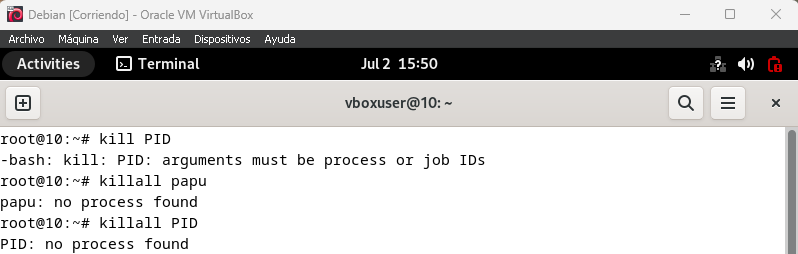 Debian [Corriendo] - Oracle VM VirtualBox
Archivo Máquina Ver Entrada Dispositivos Ayuda
Activities Terminal Jul 2 15:50
vboxuser@10: ~
root@10:~# kill PID
-bash: kill: PID: arguments must be process or job IDs
root@10:~# killall papu
papu: no process found
root@10:~# killall PID
PID: no process found